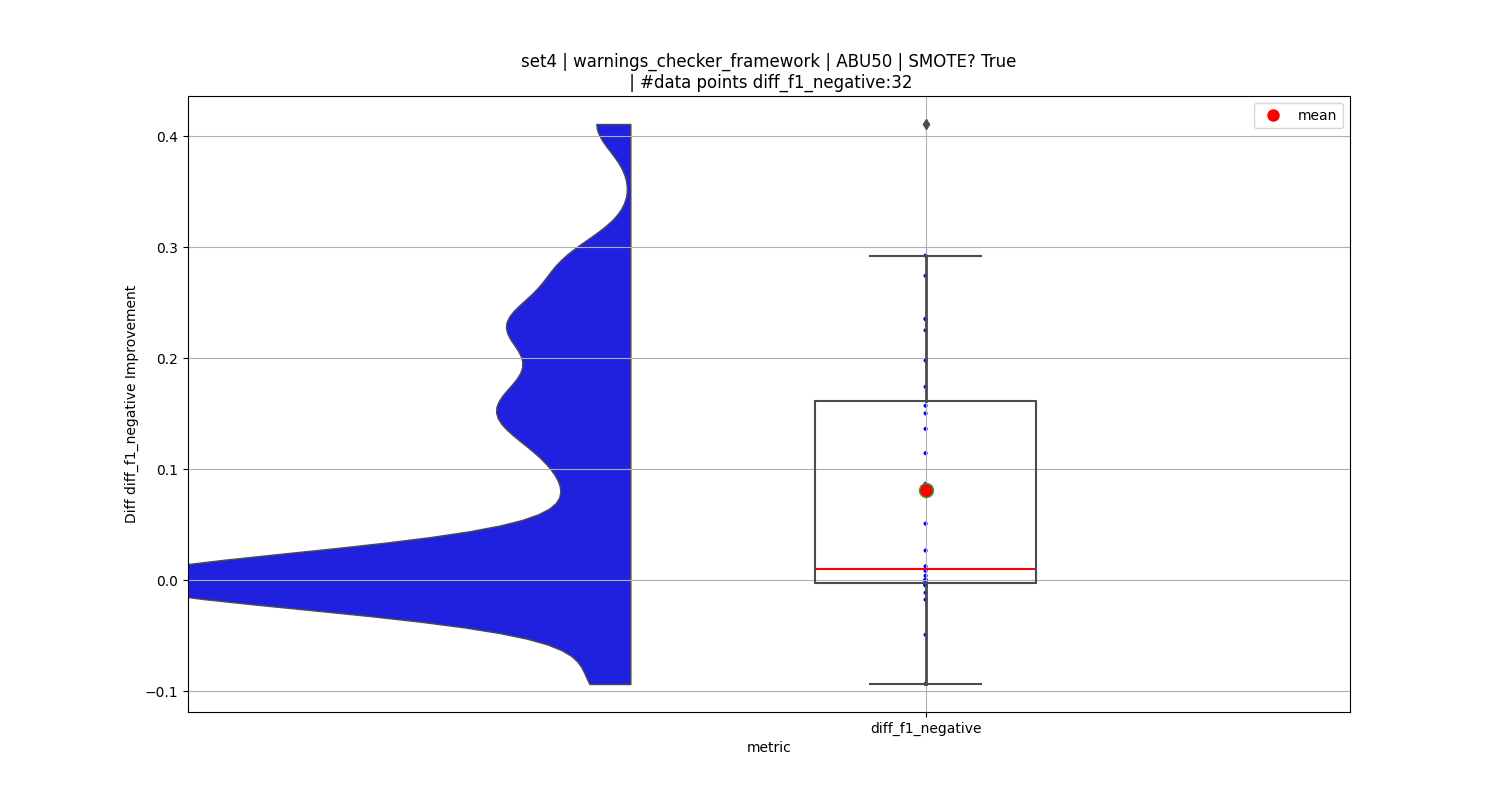 set4 | warnings_checker_framework | ABU50 | SMOTE? True
| #data points diff_f1_negative:32
mean
0.4
0.3
0.2
0.1
0.0
−0.1
Diff diff_f1_negative Improvement
diff_f1_negative
metric